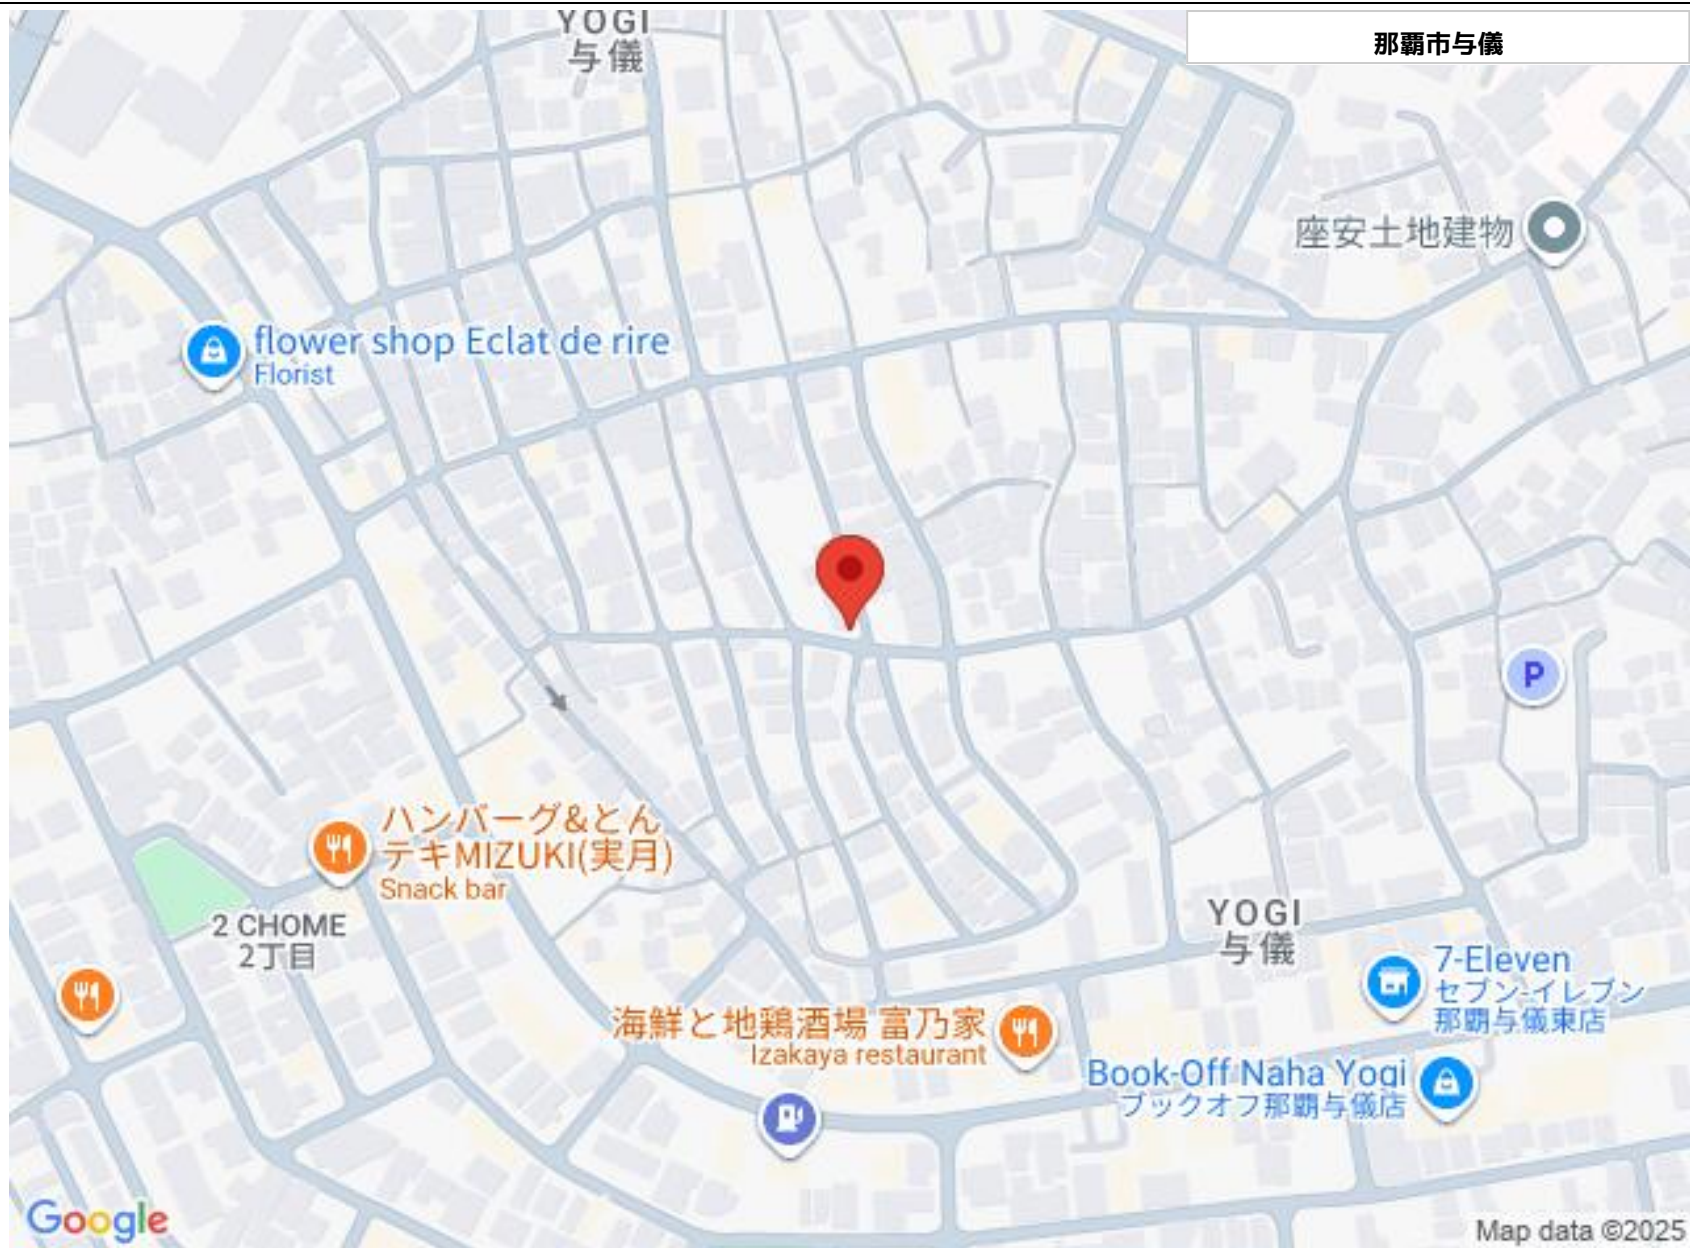 YOGI
与儀
那覇市与儀
座安土地建物
flower shop Eclat de rire
Florist
ハンバーグ&とん
テキMIZUKI(実月)
Snack bar
2 CHOME
2丁目
YOGI
与儀
7-Eleven
セブン-イレブン
那覇与儀東店
海鮮と地鶏酒場 富乃家
Izakaya restaurant
Book-Off Naha Yogi
ブックオフ那覇与儀店
P
Google
Map data ©2025